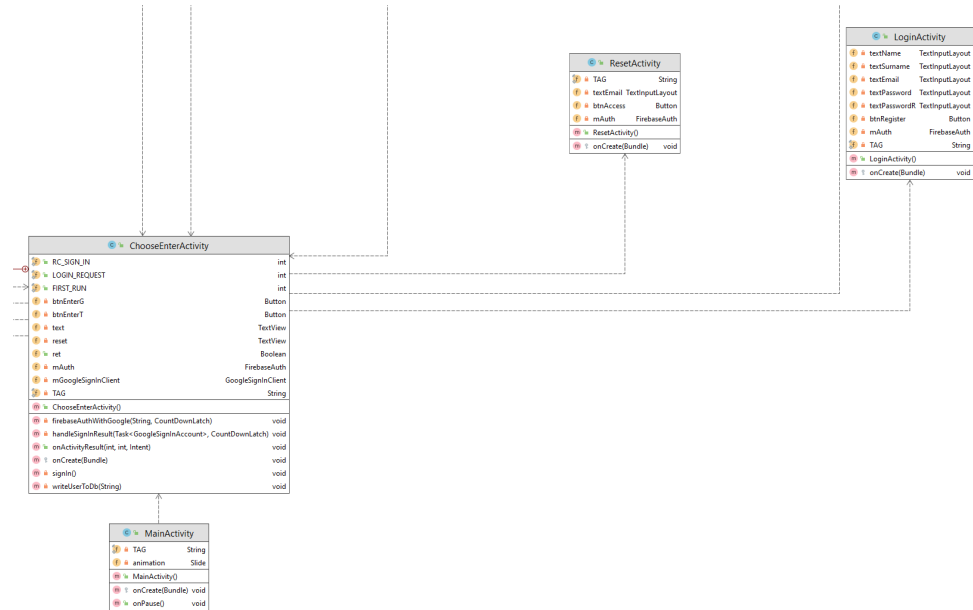 LoginActivity
textName TextInputLayout
textSurname TextInputLayout
textEmail TextInputLayout
textPassword TextInputLayout
textPasswordR TextInputLayout
btnRegister Button
mAuth FirebaseAuth
TAG String
LoginActivity()
onCreate(Bundle) void
ResetActivity
TAG String
textEmail TextInputLayout
btnAccess Button
mAuth FirebaseAuth
ResetActivity()
onCreate(Bundle) void
ChooseEnterActivity
RC_SIGN_IN int
LOGIN_REQUEST int
FIRST_RUN int
btnEnterG Button
btnEnterT Button
text TextView
reset TextView
ret Boolean
mAuth FirebaseAuth
mGoogleSignInClient GoogleSignInClient
TAG String
ChooseEnterActivity()
firebaseAuthWithGoogle(String, CountDownLatch) void
handleSignInResult(Task<GoogleSignInAccount>, CountDownLatch) void
onActivityResult(int, int, Intent) void
onCreate(Bundle) void
signIn() void
writeUserToDb(String) void
MainActivity
TAG String
animation Slide
MainActivity()
onCreate(Bundle) void
onPause() void